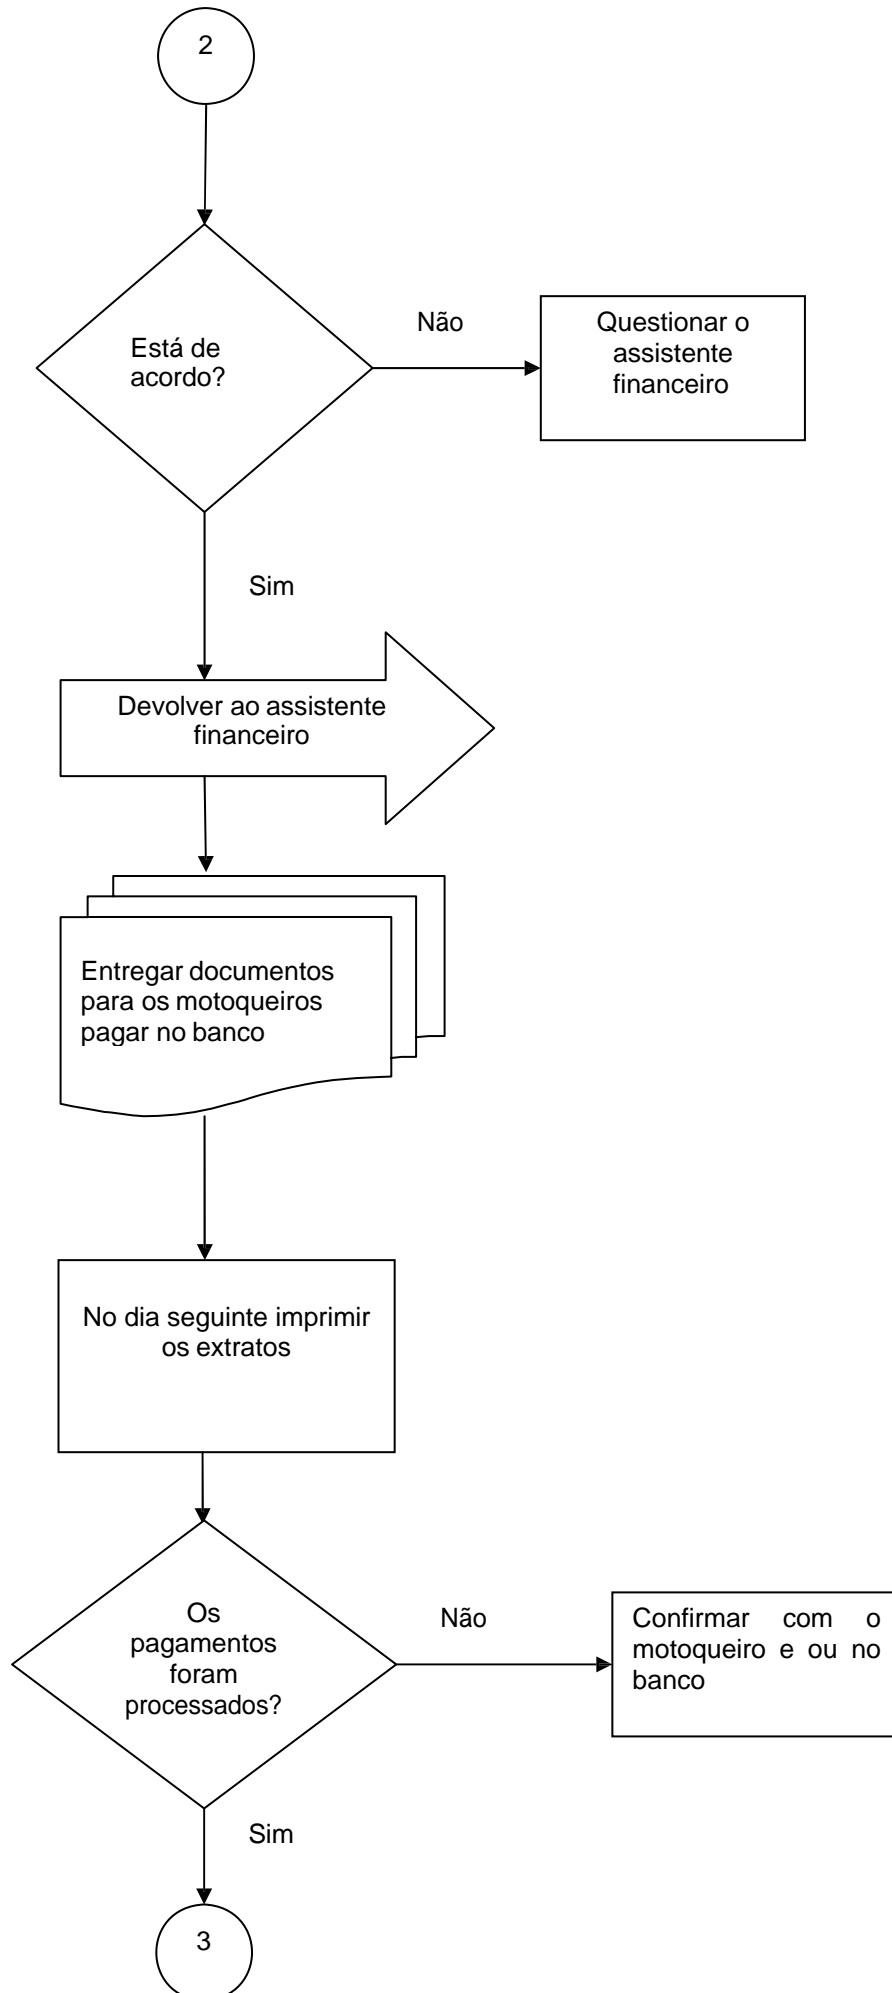 2
Está de
acordo?
Não
Questionar o
assistente
financeiro
Sim
Devolver ao assistente
financeiro
Entregar documentos
para os motoqueiros
pagar no banco
No dia seguinte imprimir
os extratos
Os
pagamentos
foram
processados?
Não
Confirmar com o
motoqueiro e ou no
banco
Sim
3